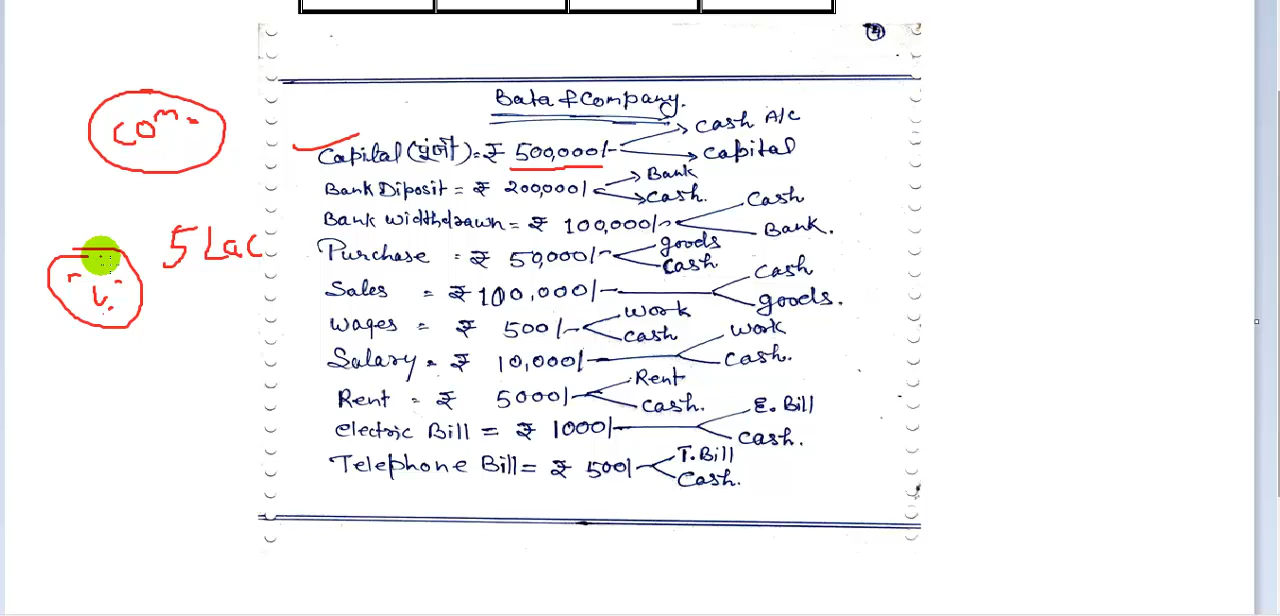 74
Bata & Company.
com.
Capital (पुंजी) = ₹ 500,000/- Cash A/c
Capital
Bank Diposit = ₹ 200,000/ Bank
Cash.
Bank Widthdrawn = ₹ 100,000/- Cash
Bank.
5 Lac
Purchase = ₹ 50,000/- goods
Cash
Sales = ₹ 100,000/- Cash
goods.
Wages = ₹ 500/- Work
Cash
Salary = ₹ 10,000/- Work
Cash.
Rent = ₹ 5000/- Rent
Cash.
electric Bill = ₹ 1000/- E. Bill
Cash.
Telephone Bill = ₹ 500/- T. Bill
Cash.